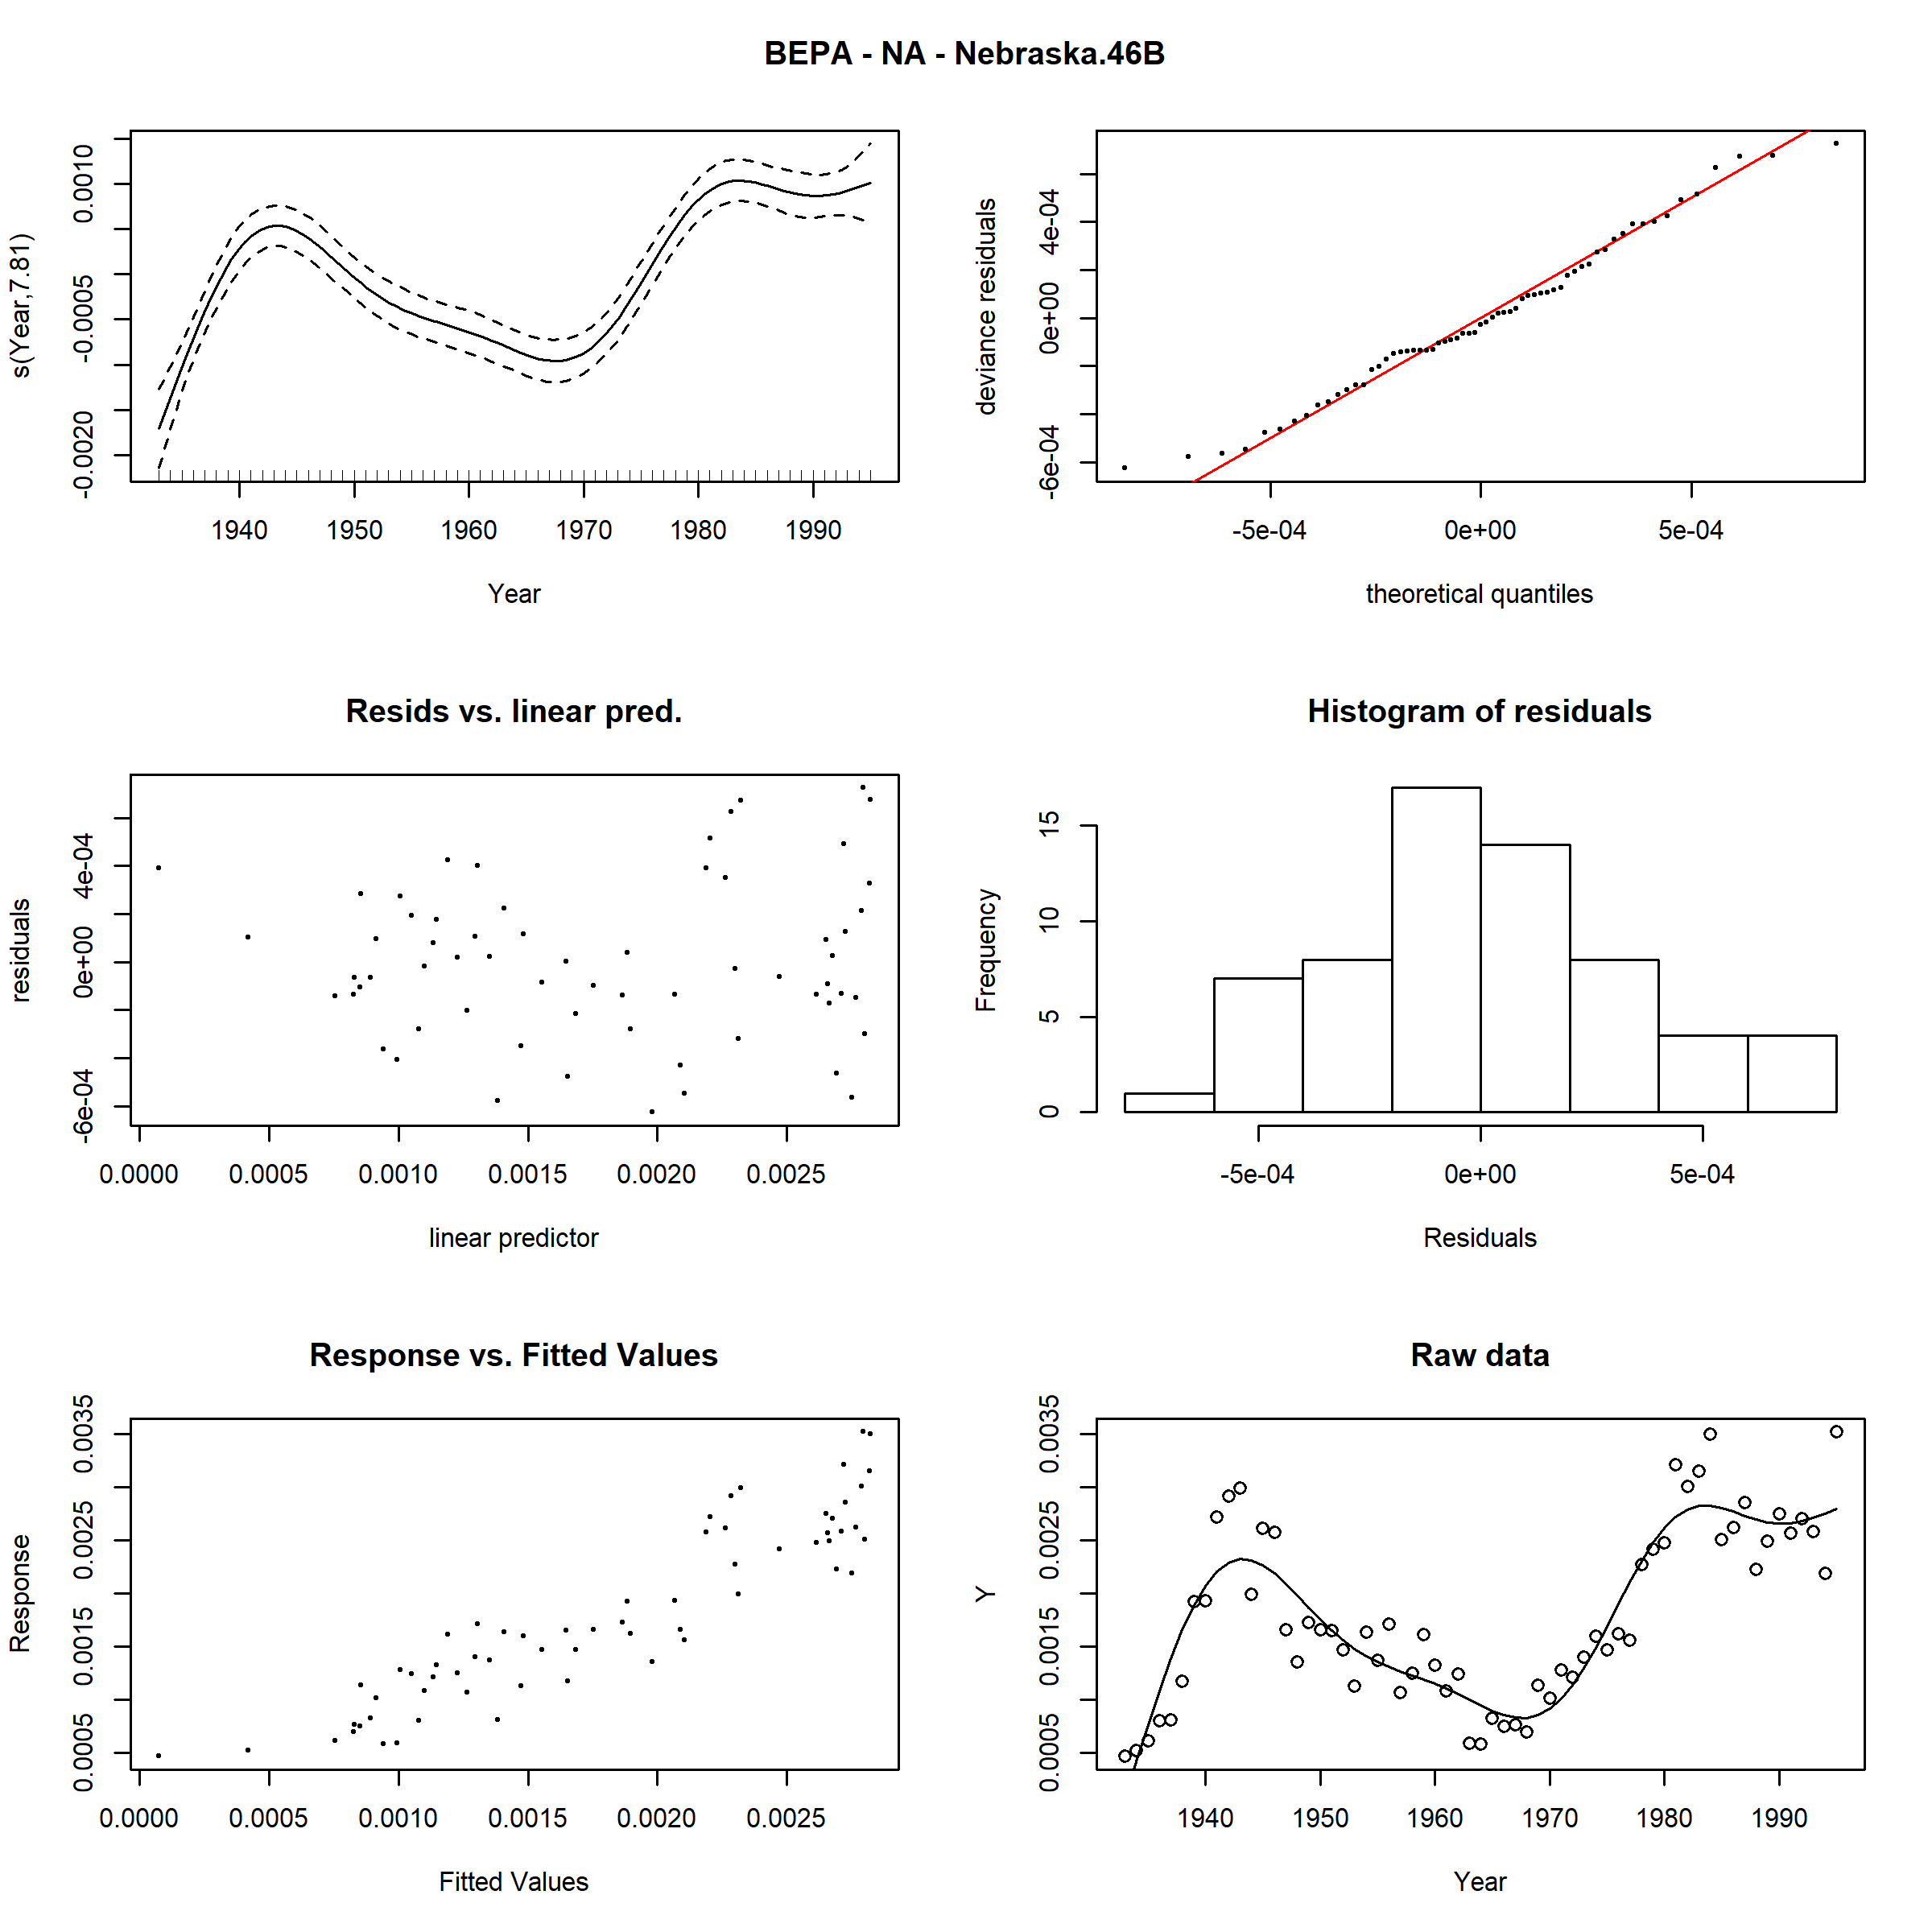 BEPA - NA - Nebraska.46B
s(Year,7.81)
0.0010
-0.0005
-0.0020
1940 1950 1960 1970 1980 1990
Year
deviance residuals
4e-04
0e+00
-6e-04
-5e-04 0e+00 5e-04
theoretical quantiles
Resids vs. linear pred.
residuals
4e-04
0e+00
-6e-04
0.0000 0.0005 0.0010 0.0015 0.0020 0.0025
linear predictor
Histogram of residuals
Frequency
15
10
5
0
-5e-04 0e+00 5e-04
Residuals
Response vs. Fitted Values
Response
0.0035
0.0025
0.0015
0.0005
0.0000 0.0005 0.0010 0.0015 0.0020 0.0025
Fitted Values
Raw data
Y
0.0035
0.0025
0.0015
0.0005
1940 1950 1960 1970 1980 1990
Year